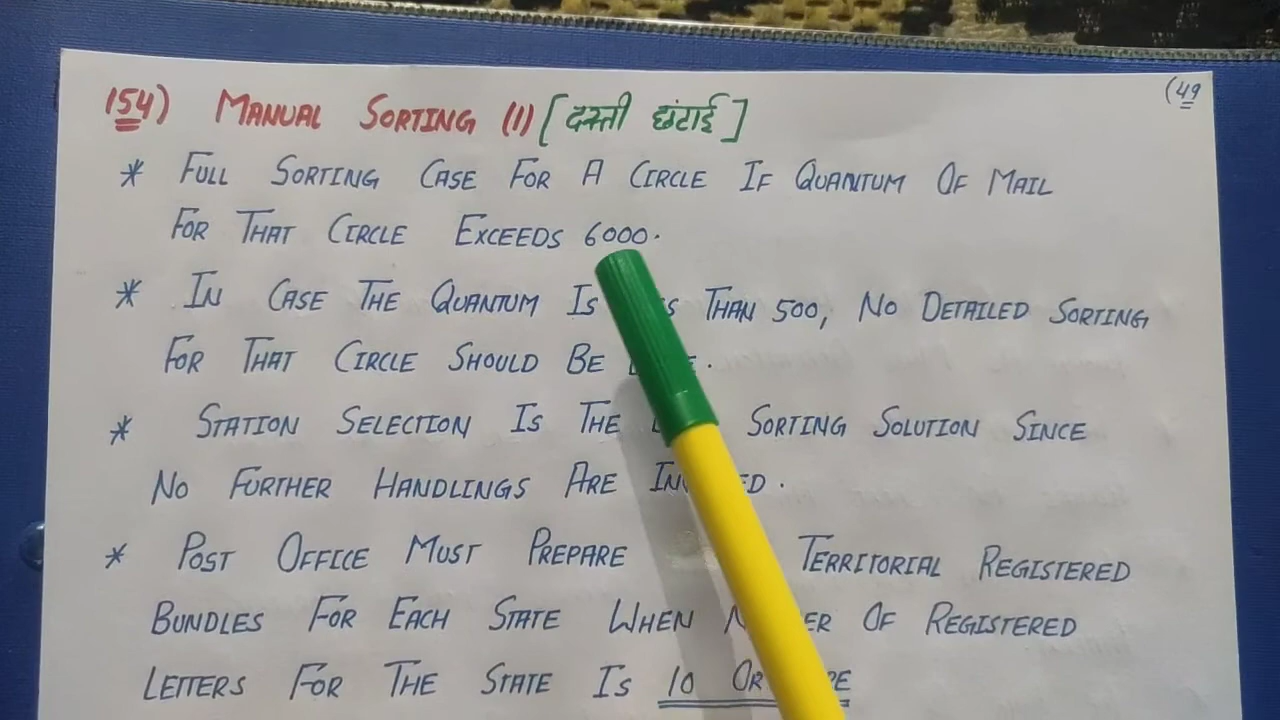 (49
154) MANUAL SORTING (1) [दस्ती छंटाई]
* FULL SORTING CASE FOR A CIRCLE IF QUANTUM OF MAIL
FOR THAT CIRCLE EXCEEDS 6000.
* IN CASE THE QUANTUM IS THAN 500, NO DETAILED SORTING
FOR THAT CIRCLE SHOULD BE .
* STATION SELECTION IS THE SORTING SOLUTION SINCE
NO FURTHER HANDLINGS ARE .
* POST OFFICE MUST PREPARE TERRITORIAL REGISTERED
BUNDLES FOR EACH STATE WHEN OF REGISTERED
LETTERS FOR THE STATE IS 10 OR